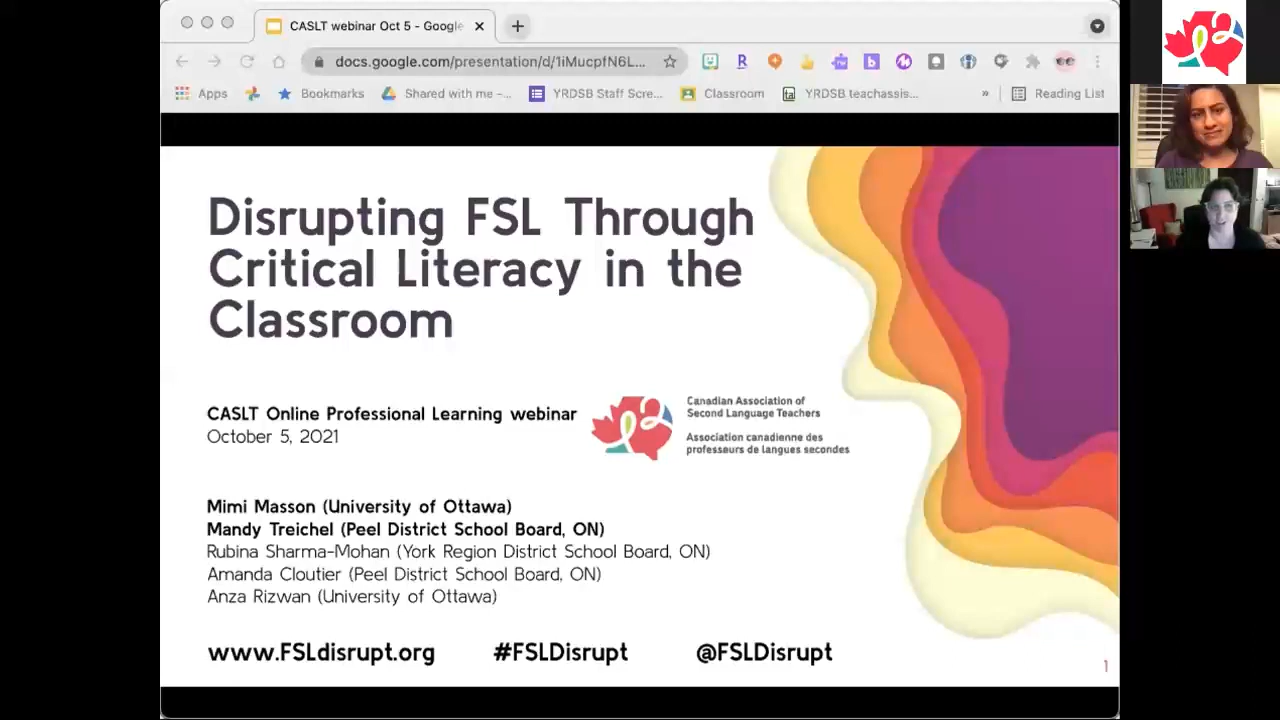 CASLT webinar Oct 5 - Google
docs.google.com/presentation/d/1iMucpfN6L...
Apps
Bookmarks
Shared with me -...
YRDSB Staff Scre...
Classroom
YRDSB teachassis...
»
Reading List
Disrupting FSL Through
Critical Literacy in the
Classroom
CASLT Online Professional Learning webinar
October 5, 2021
Canadian Association of
Second Language Teachers
Association canadienne des
professeurs de langues secondes
Mimi Masson (University of Ottawa)
Mandy Treichel (Peel District School Board, ON)
Rubina Sharma-Mohan (York Region District School Board, ON)
Amanda Cloutier (Peel District School Board, ON)
Anza Rizwan (University of Ottawa)
www.FSLdisrupt.org #FSLDisrupt @FSLDisrupt
1